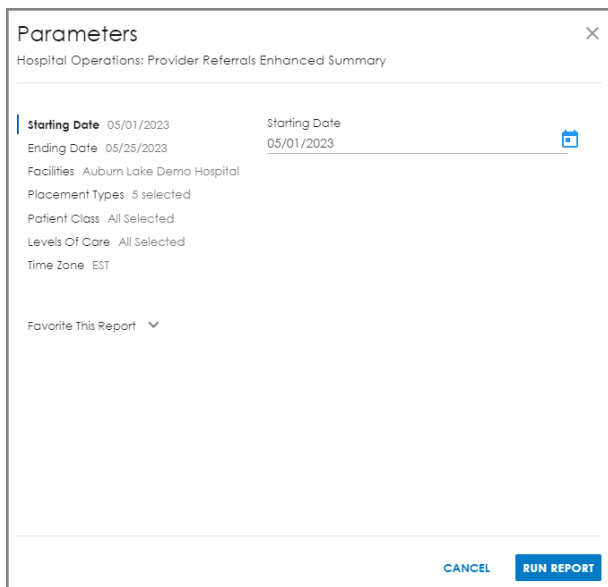 Parameters
Hospital Operations: Provider Referrals Enhanced Summary
Starting Date 05/01/2023
Ending Date 05/25/2023
Facilities Auburn Lake Demo Hospital
Placement Types 5 selected
Patient Class All Selected
Levels Of Care All Selected
Time Zone EST
Favorite This Report
Starting Date
05/01/2023
CANCEL
RUN REPORT